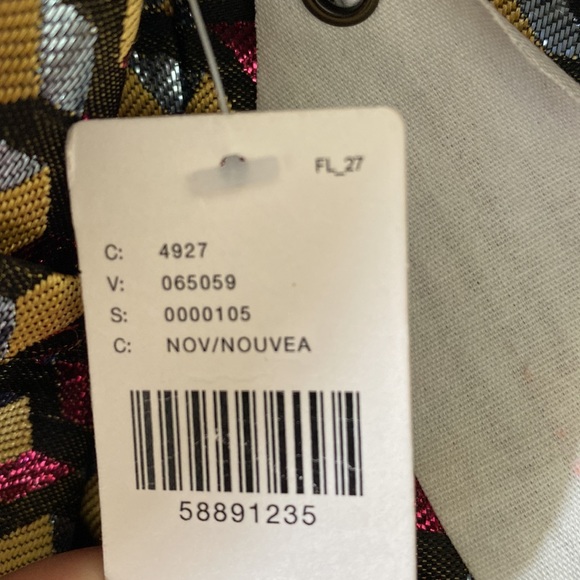 FL_27
C: 4927
V: 065059
S: 0000105
C: NOV/NOUVEA
58891235